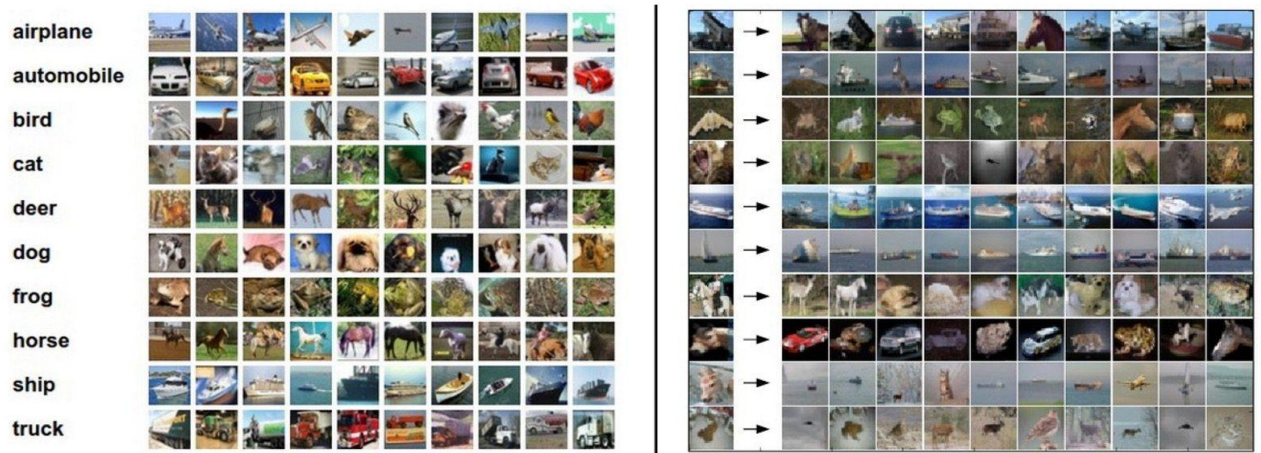 airplane
automobile
bird
cat
deer
dog
frog
horse
ship
truck